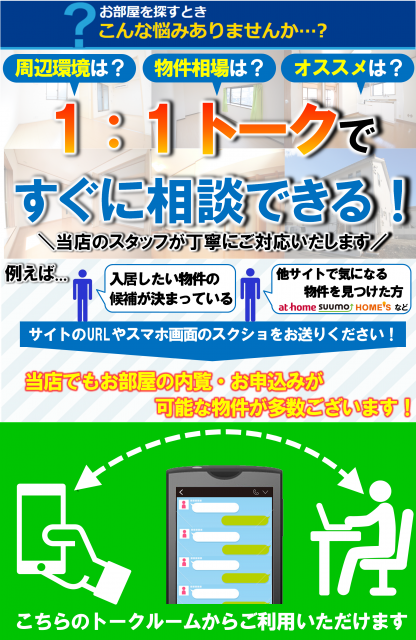 ?
お部屋を探すとき
こんな悩みありませんか…?
周辺環境は?
物件相場は?
オススメは?
1:1トークで
すぐに相談できる!
\当店のスタッフが丁寧にご対応いたします/
例えば...
入居したい物件の
候補が決まっている
他サイトで気になる
物件を見つけた方
at home suumo HOME'S など
サイトのURLやスマホ画面のスクショをお送りください!
当店でもお部屋の内覧・お申込みが
可能な物件が多数ございます!
こちらのトークルームからご利用いただけます